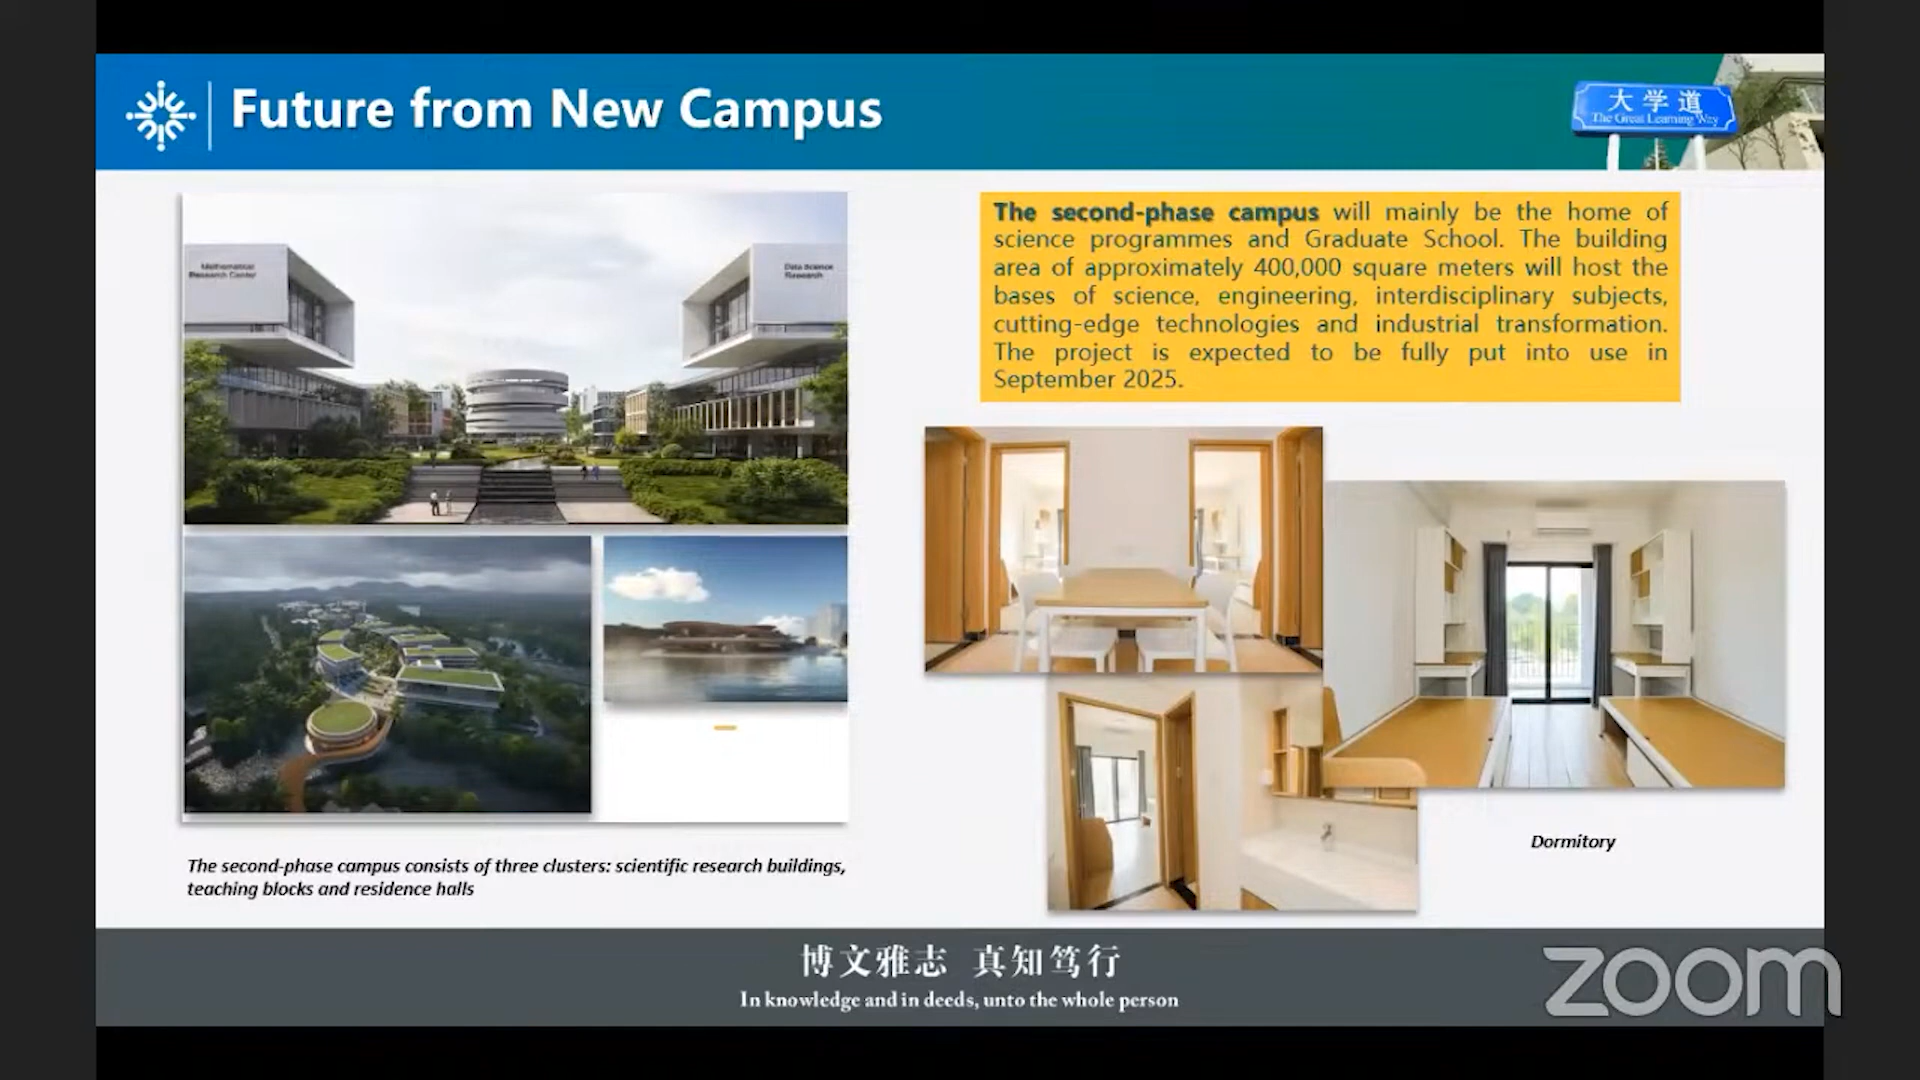 Future from New Campus
大学道
The Great Learning Way
Mathematical
Research Center
Data Science
Research
The second-phase campus will mainly be the home of
science programmes and Graduate School. The building
area of approximately 400,000 square meters will host the
bases of science, engineering, interdisciplinary subjects,
cutting-edge technologies and industrial transformation.
The project is expected to be fully put into use in
September 2025.
The second-phase campus consists of three clusters: scientific research buildings,
teaching blocks and residence halls
Dormitory
博文雅志 真知笃行
In knowledge and in deeds, unto the whole person
zoom